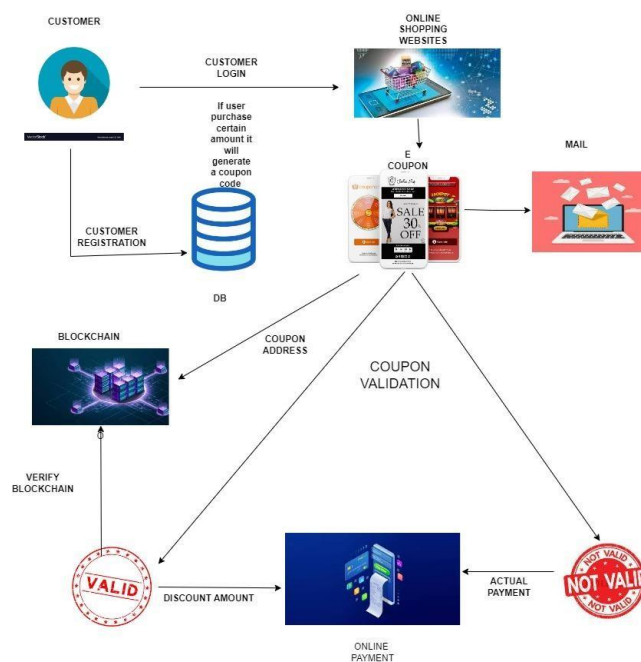 CUSTOMER
ONLINE
SHOPPING
WEBSITES
CUSTOMER
LOGIN
If user
purchase
certain
amount it
will
generate
a coupon
code
E
COUPON
MAIL
SALE
30%
OFF
CUSTOMER
REGISTRATION
DB
BLOCKCHAIN
COUPON
ADDRESS
COUPON
VALIDATION
VERIFY
BLOCKCHAIN
VALID
DISCOUNT AMOUNT
ACTUAL
PAYMENT
NOT VALID
NOT VALID
NOT VALID
ONLINE
PAYMENT